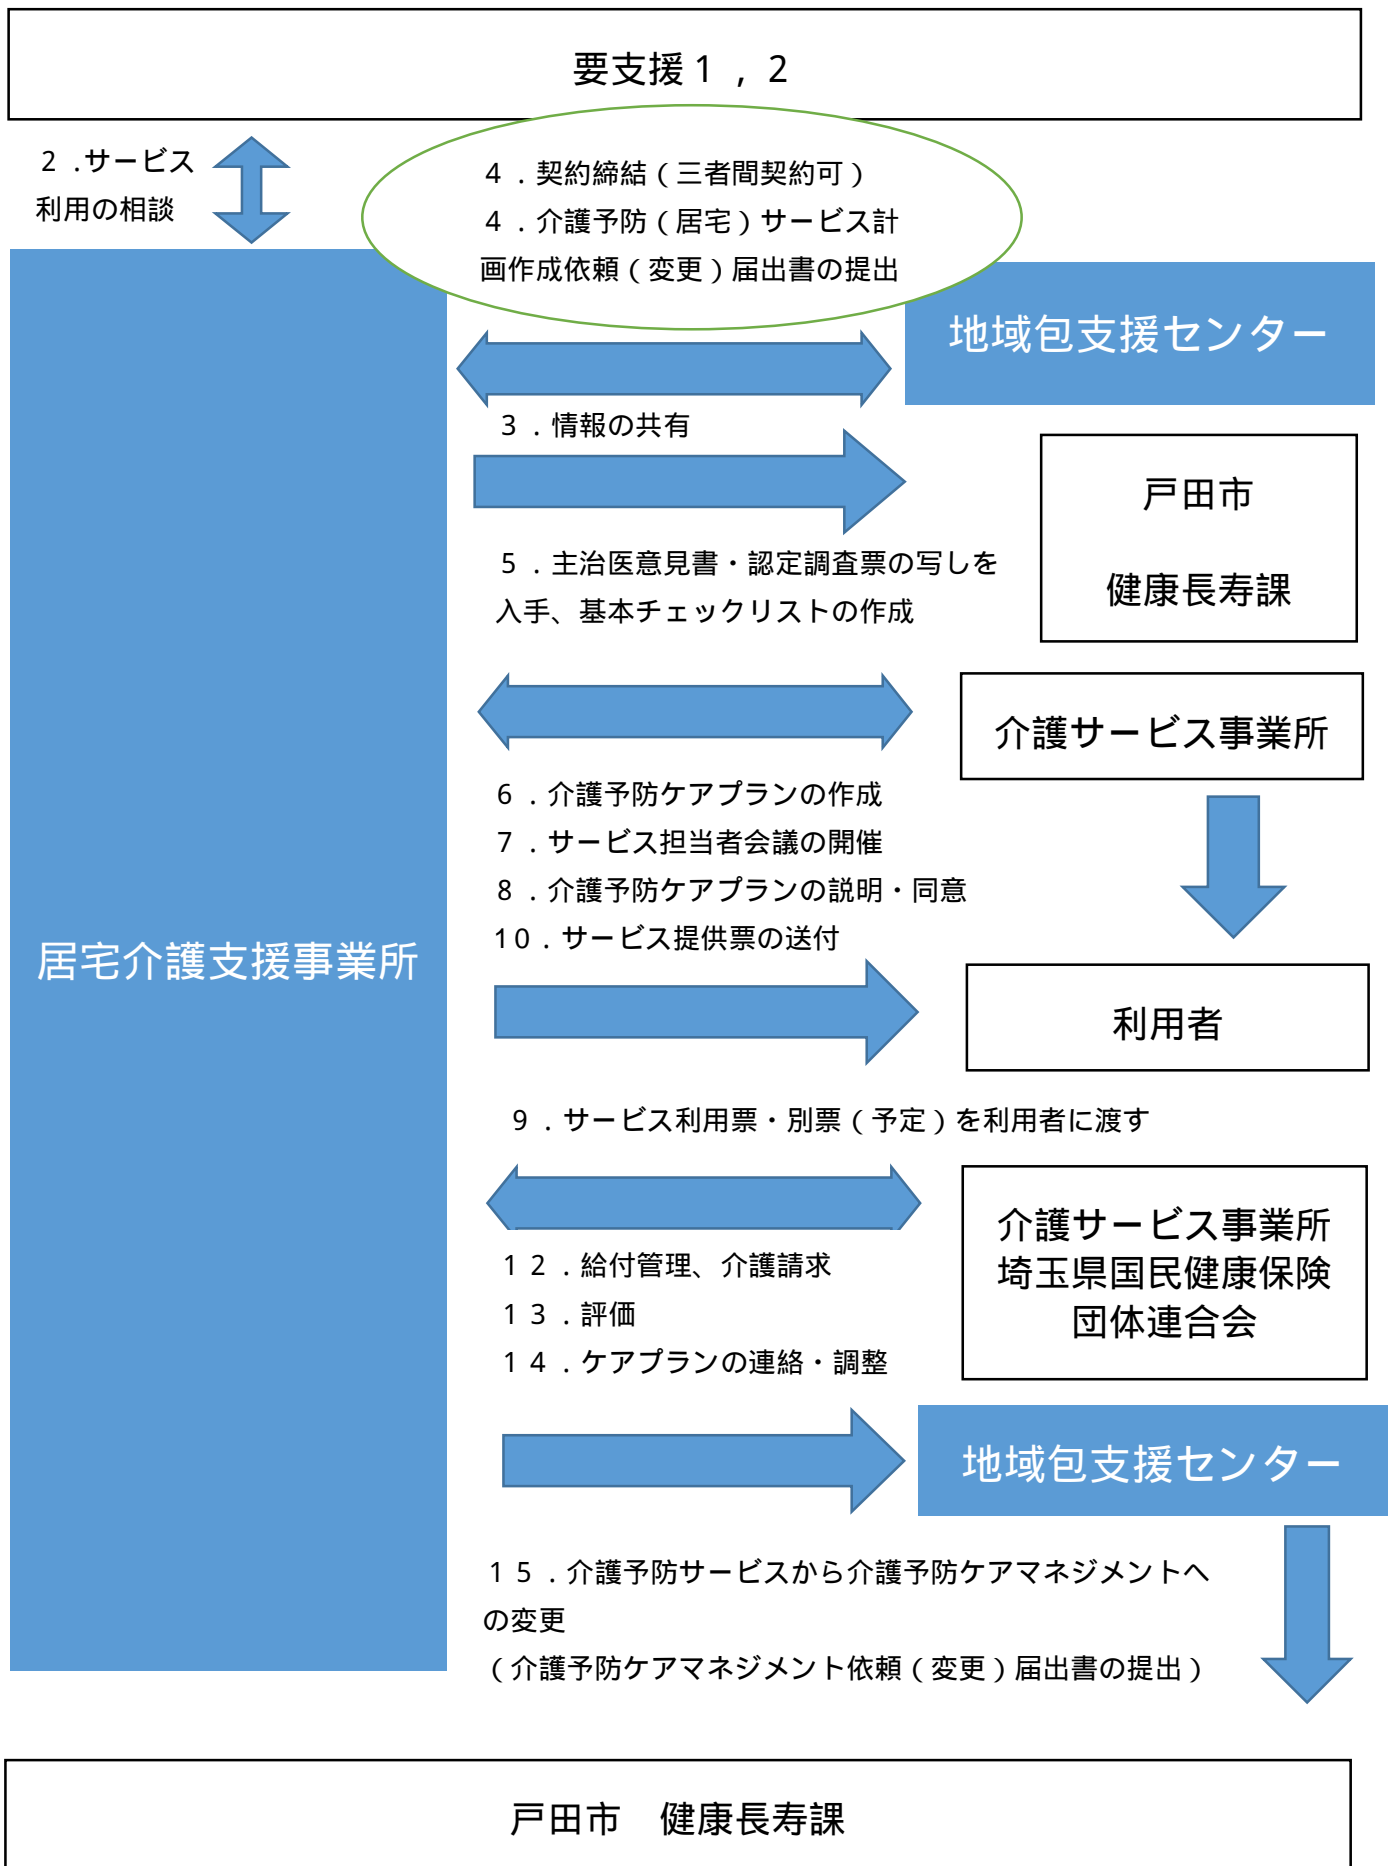 要支援1,2
2.サービス
利用の相談
4.契約締結(三者間契約可)
4.介護予防(居宅)サービス計
画作成依頼(変更)届出書の提出
地域包支援センター
3.情報の共有
戸田市
健康長寿課
5.主治医意見書・認定調査票の写しを
入手、基本チェックリストの作成
介護サービス事業所
6.介護予防ケアプランの作成
7.サービス担当者会議の開催
8.介護予防ケアプランの説明・同意
10.サービス提供票の送付
居宅介護支援事業所
利用者
9.サービス利用票・別票(予定)を利用者に渡す
介護サービス事業所
埼玉県国民健康保険
団体連合会
12.給付管理、介護請求
13.評価
14.ケアプランの連絡・調整
地域包支援センター
15.介護予防サービスから介護予防ケアマネジメントへ
の変更
(介護予防ケアマネジメント依頼(変更)届出書の提出)
戸田市 健康長寿課